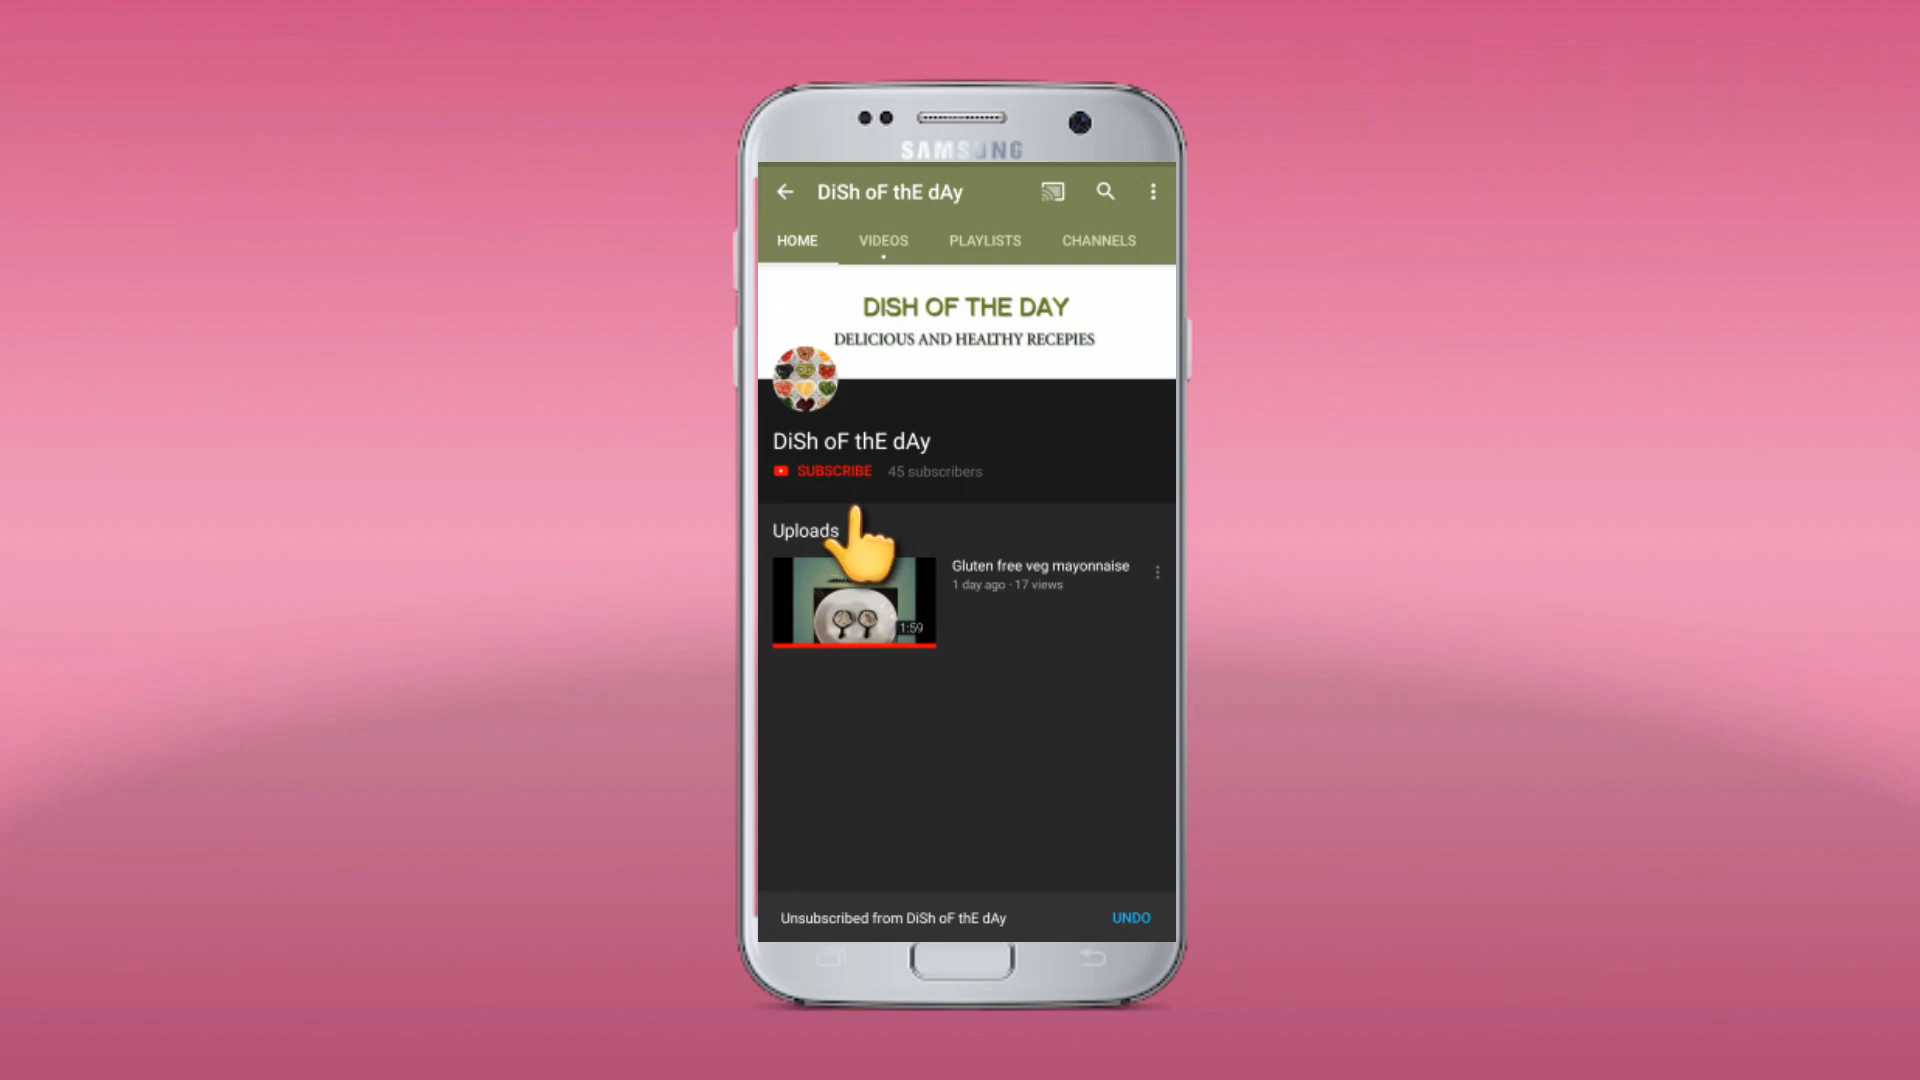 SAMSUNG
DiSh oF thE dAy
HOME VIDEOS PLAYLISTS CHANNELS
DISH OF THE DAY
DELICIOUS AND HEALTHY RECEPIES
DiSh oF thE dAy
SUBSCRIBE 45 subscribers
Uploads
Gluten free veg mayonnaise
1 day ago · 17 views
1:59
Unsubscribed from DiSh oF thE dAy UNDO